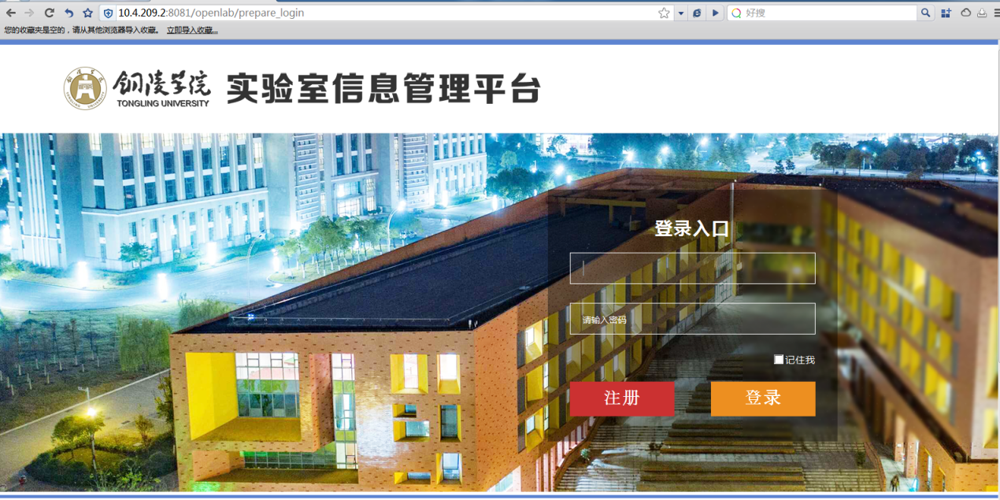 10.4.209.2:8081/openlab/prepare_login
好搜
您的收藏夹是空的，请从其他浏览器导入收藏。 立即导入收藏...
铜陵学院
TONGLING UNIVERSITY
实验室信息管理平台
登录入口
请输入密码
记住我
注册 登录